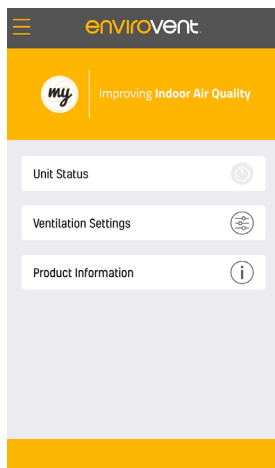 envirovent.
my
Improving Indoor Air Quality
Unit Status
Ventilation Settings
Product Information